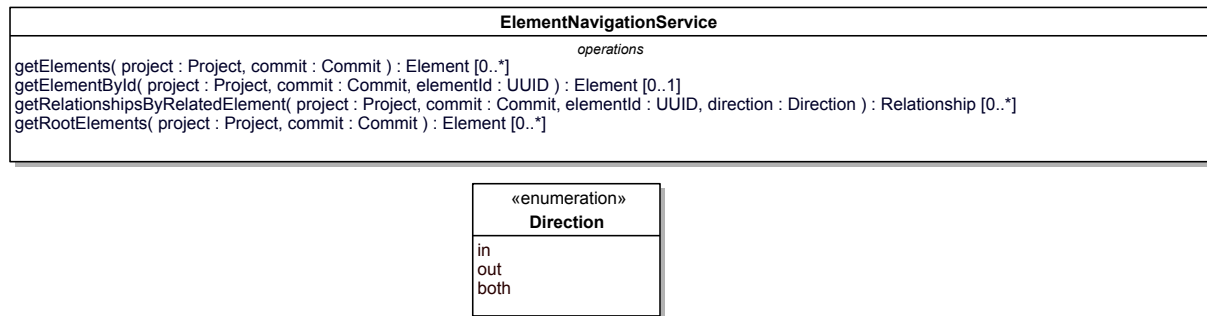 ElementNavigationService
operations
getElements( project : Project, commit : Commit ) : Element [0..*]
getElementById( project : Project, commit : Commit, elementId : UUID ) : Element [0..1]
getRelationshipsByRelatedElement( project : Project, commit : Commit, elementId : UUID, direction : Direction ) : Relationship [0..*]
getRootElements( project : Project, commit : Commit ) : Element [0..*]
«enumeration»
Direction
in
out
both